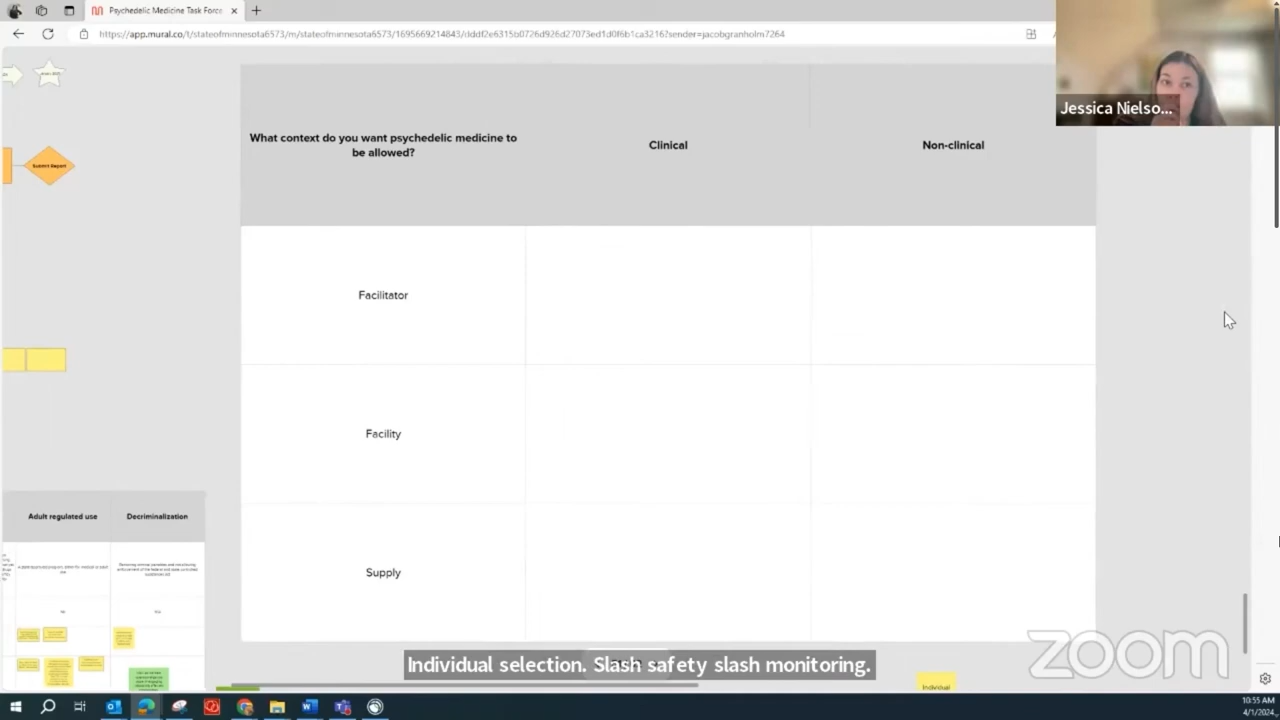 Psychedelic Medicine Task Force
https://app.mural.co/t/stateofminnesota6573/m/stateofminnesota6573/1695669214843/dddf2e6315b0726d926d27073ed1d0f6b1ca3216?sender=jacobgranholm7264
Jessica Nielso...
What context do you want psychedelic medicine to
be allowed?
Clinical
Non-clinical
Submit Report
Facilitator
Facility
Adult regulated use
Decriminalization
Supply
No
Individual selection. Slash safety slash monitoring.
Individual
zoom
10:55 AM
4/1/2024